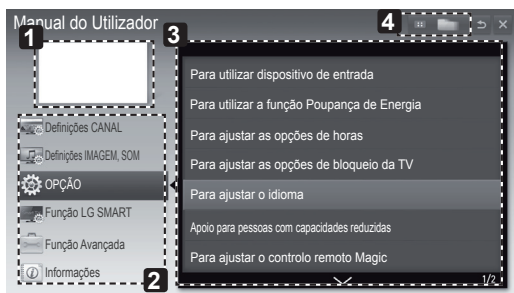 Manual do Utilizador
1
3
4
Definições CANAL
Definições IMAGEM, SOM
OPÇÃO
Função LG SMART
Função Avançada
Informações
2
Para utilizar dispositivo de entrada
Para utilizar a função Poupança de Energia
Para ajustar as opções de horas
Para ajustar as opções de bloqueio da TV
Para ajustar o idioma
Apoio para pessoas com capacidades reduzidas
Para ajustar o controlo remoto Magic
1/2